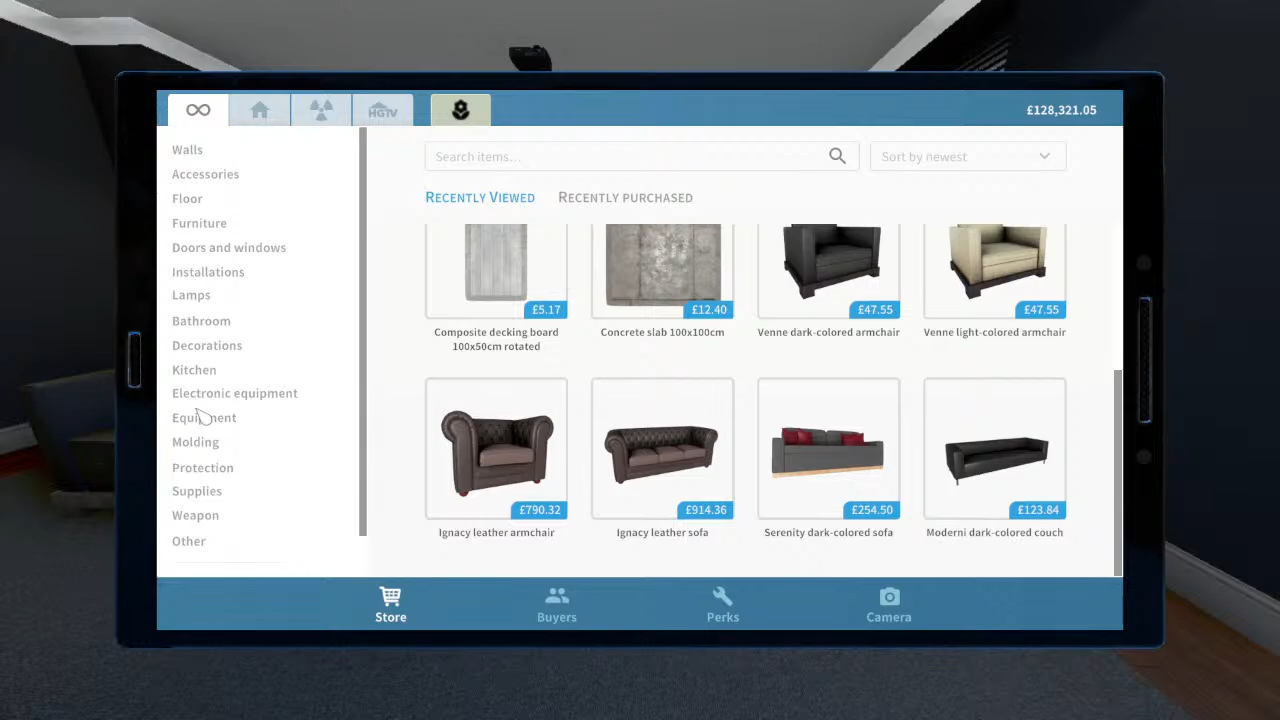 HGTV
£128,321.05
Walls
Accessories
Floor
Furniture
Doors and windows
Installations
Lamps
Bathroom
Decorations
Kitchen
Electronic equipment
Equipment
Molding
Protection
Supplies
Weapon
Other
Search items...
Sort by newest
RECENTLY VIEWED
RECENTLY PURCHASED
£5.17
£12.40
£47.55
£47.55
Composite decking board
100x50cm rotated
Concrete slab 100x100cm
Venne dark-colored armchair
Venne light-colored armchair
£790.32
£914.36
£254.50
£123.84
Ignacy leather armchair
Ignacy leather sofa
Serenity dark-colored sofa
Moderni dark-colored couch
Store
Buyers
Perks
Camera